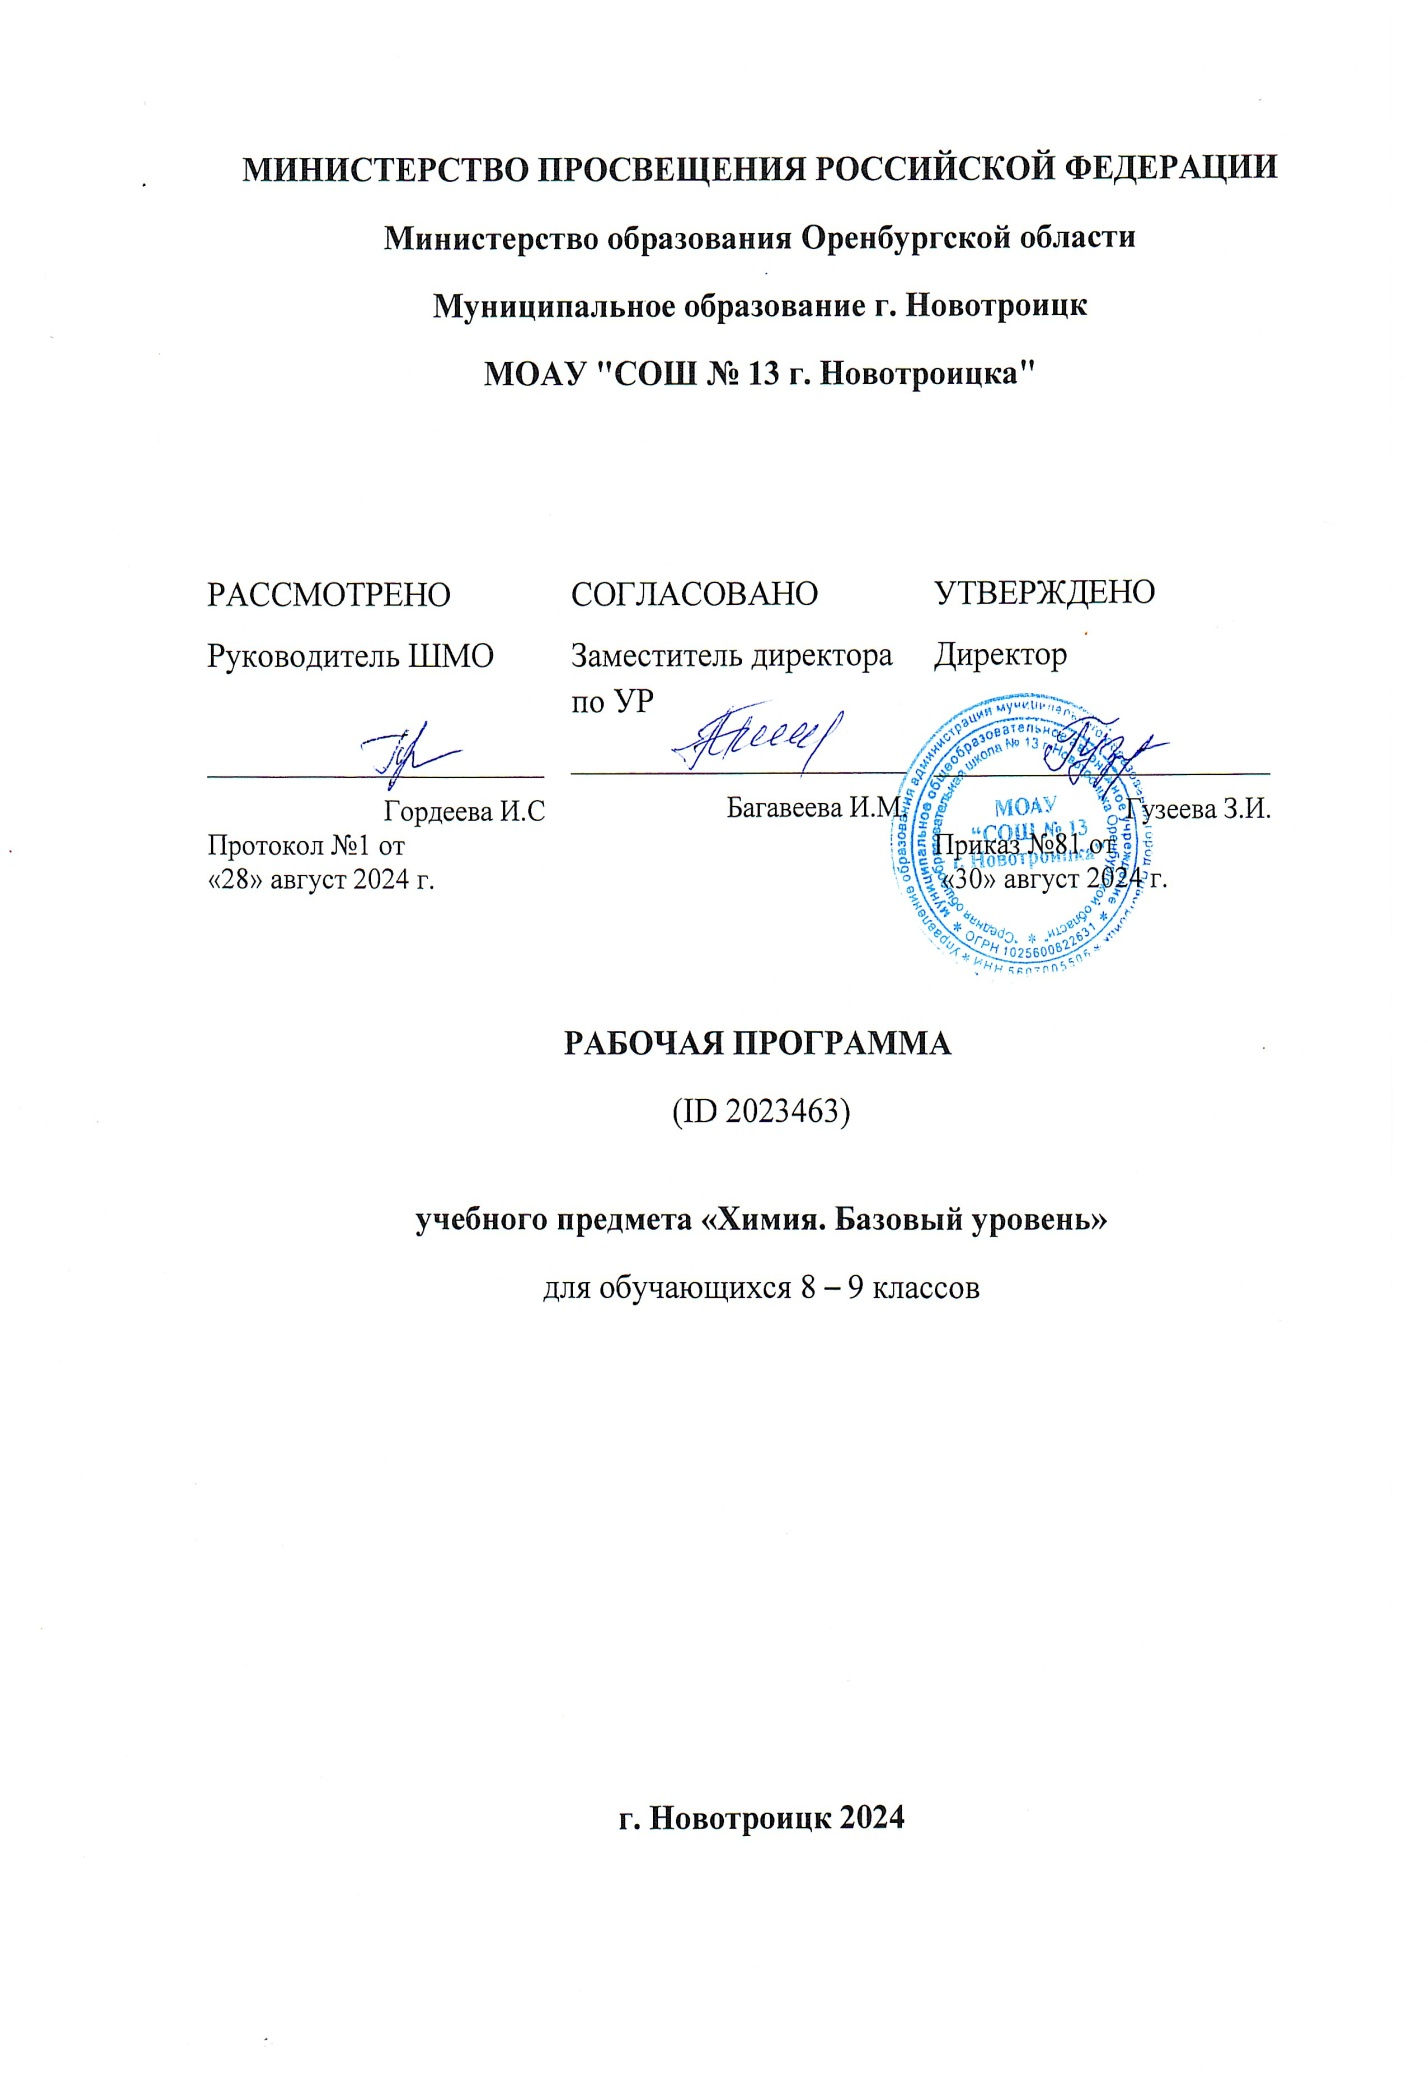 МИНИСТЕРСТВО ПРОСВЕЩЕНИЯ РОССИЙСКОЙ ФЕДЕРАЦИИ
Министерство образования Оренбургской области
Муниципальное образование г. Новотроицк
МОАУ "СОШ № 13 г. Новотроицка"
РАССМОТРЕНО
Руководитель ШМО
Гордеева И.С
Протокол №1 от
«28» август 2024 г.
СОГЛАСОВАНО
Заместитель директора
по УР
Багавеева И.М.
УТВЕРЖДЕНО
Директор
Гузеева З.И.
Приказ №81 от
«30» август 2024 г.
МОАУ
“СОШ № 13
г. Новотроицка”
ОГРН 1025600822631
РАБОЧАЯ ПРОГРАММА
(ID 2023463)
учебного предмета «Химия. Базовый уровень»
для обучающихся 8 – 9 классов
г. Новотроицк 2024